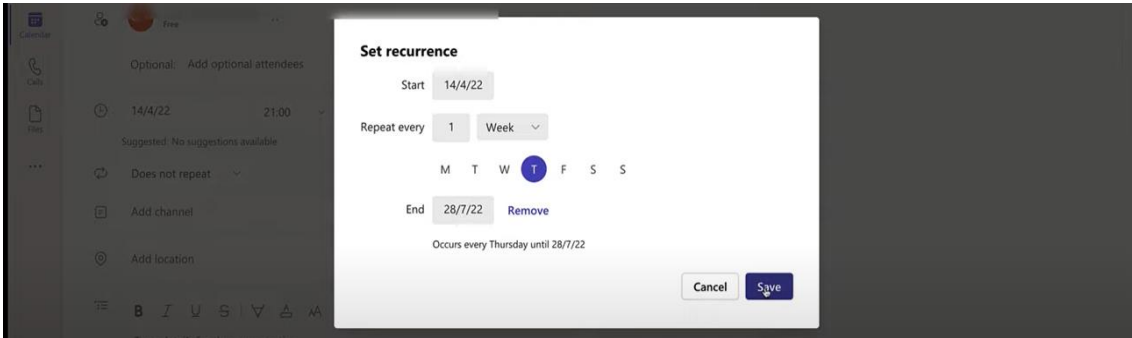 Calendar
Calls
Files
Free
Optional: Add optional attendees
14/4/22 21:00
Suggested: No suggestions available
Does not repeat
Add channel
Add location
B I U S A A AA
Set recurrence
Start 14/4/22
Repeat every 1 Week
M T W T F S S
End 28/7/22 Remove
Occurs every Thursday until 28/7/22
Cancel Save